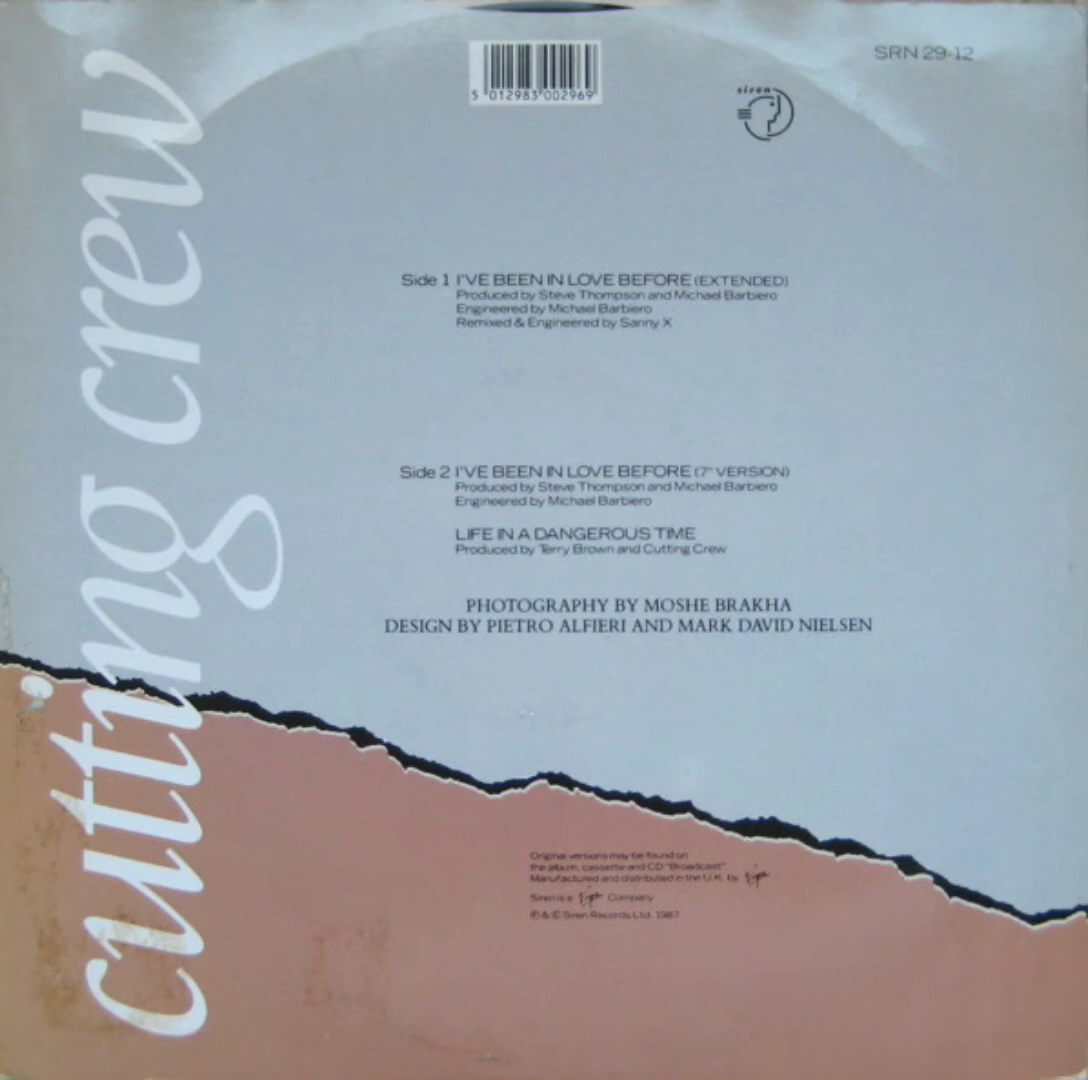 cutting crew
5 012983 002969
siren
SRN 29-12
Side 1 I'VE BEEN IN LOVE BEFORE (EXTENDED)
Produced by Steve Thompson and Michael Barbiero
Engineered by Michael Barbiero
Remixed & Engineered by Sanny X
Side 2 I'VE BEEN IN LOVE BEFORE (7" VERSION)
Produced by Steve Thompson and Michael Barbiero
Engineered by Michael Barbiero
LIFE IN A DANGEROUS TIME
Produced by Terry Brown and Cutting Crew
PHOTOGRAPHY BY MOSHE BRAKHA
DESIGN BY PIETRO ALFIERI AND MARK DAVID NIELSEN
Original versions may be found on
the album, cassette and CD "Broadcast"
Manufactured and distributed in the U.K. by Virgin
Siren is a Virgin Company
℗ & © Siren Records Ltd. 1987